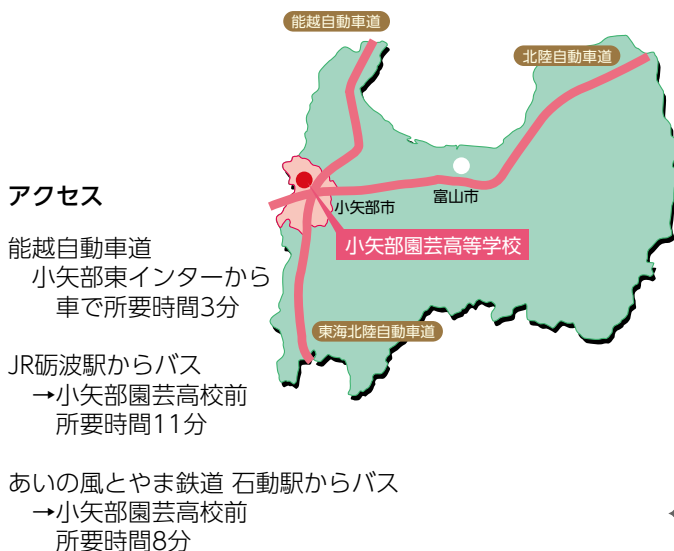 能越自動車道
北陸自動車道
富山市
小矢部市
小矢部園芸高等学校
東海北陸自動車道
アクセス
能越自動車道
小矢部東インターから
車で所要時間3分
JR砺波駅からバス
→小矢部園芸高校前
所要時間11分
あいの風とやま鉄道 石動駅からバス
→小矢部園芸高校前
所要時間8分